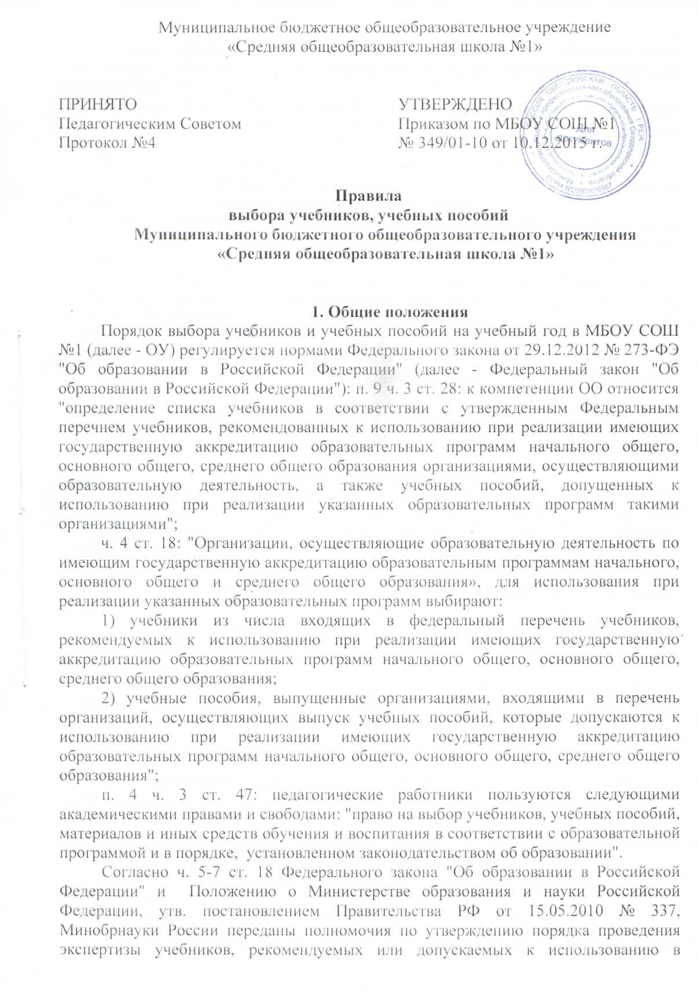 Муниципальное бюджетное общеобразовательное учреждение
«Средняя общеобразовательная школа №1»
ПРИНЯТО
Педагогическим Советом
Протокол №4
УТВЕРЖДЕНО
Приказом по МБОУ СОШ №1
№ 349/01-10 от 10.12.2015 г.
РОССИЯ СВЕРДЛОВСКАЯ ОБЛАСТЬ г. РЕЖ
профессионального образования Свердловской области
ОГРН 1026601690587
Для
документов
Правила
выбора учебников, учебных пособий
Муниципального бюджетного общеобразовательного учреждения
«Средняя общеобразовательная школа №1»
1. Общие положения
Порядок выбора учебников и учебных пособий на учебный год в МБОУ СОШ
№1 (далее - ОУ) регулируется нормами Федерального закона от 29.12.2012 № 273-ФЭ
"Об образовании в Российской Федерации" (далее - Федеральный закон "Об
образовании в Российской Федерации"): п. 9 ч. 3 ст. 28: к компетенции ОО относится
"определение списка учебников в соответствии с утвержденным Федеральным
перечнем учебников, рекомендованных к использованию при реализации имеющих
государственную аккредитацию образовательных программ начального общего,
основного общего, среднего общего образования организациями, осуществляющими
образовательную деятельность, а также учебных пособий, допущенных к
использованию при реализации указанных образовательных программ такими
организациями";
ч. 4 ст. 18: "Организации, осуществляющие образовательную деятельность по
имеющим государственную аккредитацию образовательным программам начального,
основного общего и среднего общего образования», для использования при
реализации указанных образовательных программ выбирают:
1) учебники из числа входящих в федеральный перечень учебников,
рекомендуемых к использованию при реализации имеющих государственную
аккредитацию образовательных программ начального общего, основного общего,
среднего общего образования;
2) учебные пособия, выпущенные организациями, входящими в перечень
организаций, осуществляющих выпуск учебных пособий, которые допускаются к
использованию при реализации имеющих государственную аккредитацию
образовательных программ начального общего, основного общего, среднего общего
образования";
п. 4 ч. 3 ст. 47: педагогические работники пользуются следующими
академическими правами и свободами: "право на выбор учебников, учебных пособий,
материалов и иных средств обучения и воспитания в соответствии с образовательной
программой и в порядке, установленном законодательством об образовании".
Согласно ч. 5-7 ст. 18 Федерального закона "Об образовании в Российской
Федерации" и Положению о Министерстве образования и науки Российской
Федерации, утв. постановлением Правительства РФ от 15.05.2010 № 337,
Минобрнауки России переданы полномочия по утверждению порядка проведения
экспертизы учебников, рекомендуемых или допускаемых к использованию в